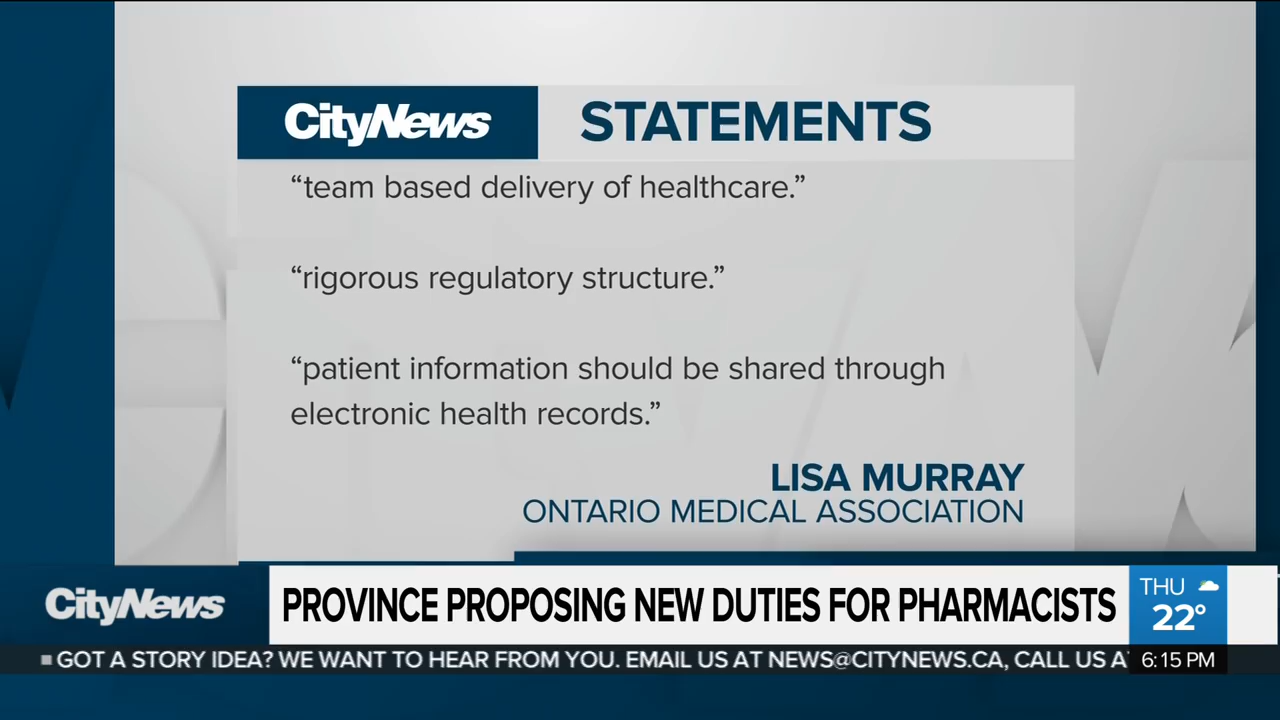 CityNews STATEMENTS
“team based delivery of healthcare.”
“rigorous regulatory structure.”
“patient information should be shared through
electronic health records.”
LISA MURRAY
ONTARIO MEDICAL ASSOCIATION
CityNews PROVINCE PROPOSING NEW DUTIES FOR PHARMACISTS
THU
22°
GOT A STORY IDEA? WE WANT TO HEAR FROM YOU. EMAIL US AT NEWS@CITYNEWS.CA, CALL US
6:15 PM